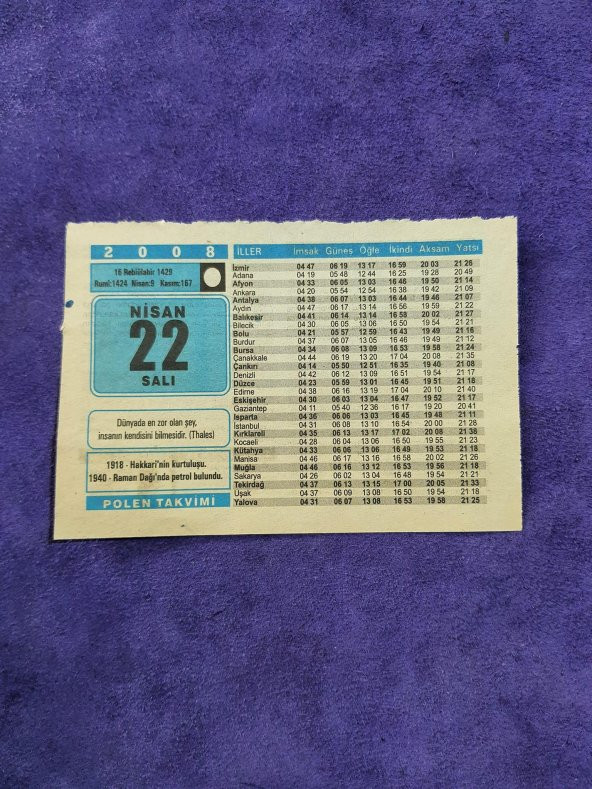 2 0 0 8
16 Rebiülahir 1429
Rumi:1424 Nisan:9 Kasım:167
NİSAN
22
SALI
Dünyada en zor olan şey,
insanın kendisini bilmesidir. (Thales)
1918 - Hakkari'nin kurtuluşu.
1940 - Raman Dağı'nda petrol bulundu.
POLEN TAKVİMİ
İLLER İmsak Güneş Öğle İkindi Akşam Yatsı
İzmir 04 47 06 19 13 17 16 59 20 03 21 26
Adana 04 19 05 48 12 44 16 25 19 28 20 49
Afyon 04 33 06 05 13 03 16 46 19 50 21 14
Ankara 04 20 05 54 12 54 16 38 19 42 21 09
Antalya 04 38 06 07 13 03 16 44 19 46 21 07
Aydın 04 47 06 17 13 14 16 56 19 59 21 22
Balıkesir 04 41 06 14 13 14 16 58 20 02 21 27
Bilecik 04 30 06 05 13 06 16 50 19 54 21 21
Bolu 04 21 05 57 12 59 16 43 19 49 21 16
Burdur 04 37 06 07 13 05 16 46 19 49 21 12
Bursa 04 34 06 08 13 09 16 53 19 58 21 24
Çanakkale 04 44 06 19 13 20 17 04 20 08 21 35
Çankırı 04 14 05 50 12 51 16 35 19 40 21 08
Denizli 04 42 06 12 13 09 16 51 19 54 21 17
Düzce 04 23 05 59 13 01 16 45 19 51 21 18
Edirne 04 38 06 16 13 19 17 04 20 10 21 40
Eskişehir 04 30 06 03 13 04 16 47 19 52 21 17
Gaziantep 04 11 05 40 12 36 16 17 19 20 20 41
Isparta 04 36 06 06 13 03 16 45 19 48 21 11
İstanbul 04 31 06 08 13 10 16 54 20 00 21 28
Kırklareli 04 35 06 13 13 17 17 02 20 08 21 38
Kocaeli 04 28 06 04 13 06 16 50 19 55 21 23
Kütahya 04 33 06 06 13 06 16 49 19 53 21 18
Manisa 04 46 06 17 13 16 16 58 20 02 21 26
Muğla 04 46 06 16 13 12 16 53 19 56 21 18
Sakarya 04 26 06 02 13 04 16 48 19 54 21 21
Tekirdağ 04 37 06 13 13 15 17 00 20 05 21 33
Uşak 04 37 06 09 13 08 16 50 19 54 21 18
Yalova 04 31 06 07 13 08 16 53 19 58 21 25